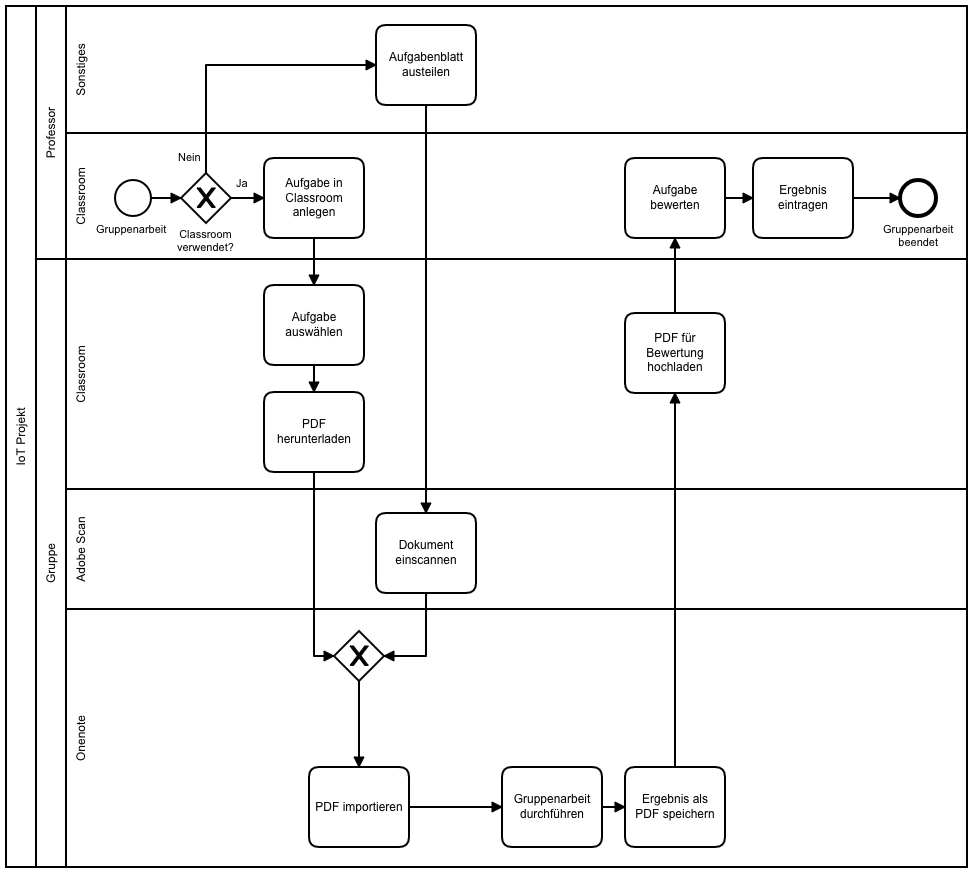 IoT Projekt
Professor
Sonstiges
Aufgabenblatt
austeilen
Classroom
Gruppenarbeit
Nein
Ja
Classroom
verwendet?
Aufgabe in
Classroom
anlegen
Aufgabe
bewerten
Ergebnis
eintragen
Gruppenarbeit
beendet
Gruppe
Classroom
Aufgabe
auswählen
PDF
herunterladen
PDF für
Bewertung
hochladen
Adobe Scan
Dokument
einscannen
Onenote
PDF importieren
Gruppenarbeit
durchführen
Ergebnis als
PDF speichern